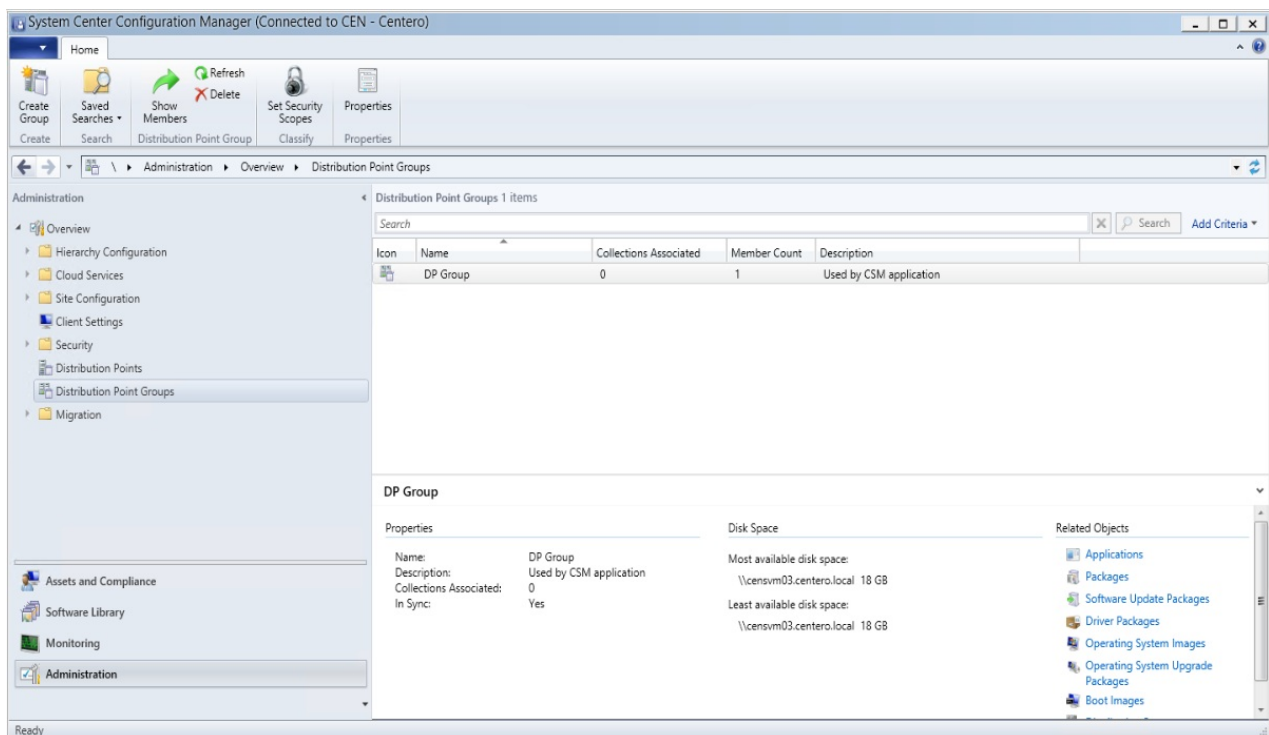 System Center Configuration Manager (Connected to CEN - Centero)
Home
Create Group
Saved Searches
Show Members
Refresh
Delete
Set Security Scopes
Properties
Create
Search
Distribution Point Group
Classify
Properties
\ Administration Overview Distribution Point Groups
Administration
Overview
Hierarchy Configuration
Cloud Services
Site Configuration
Client Settings
Security
Distribution Points
Distribution Point Groups
Migration
Assets and Compliance
Software Library
Monitoring
Administration
Distribution Point Groups 1 items
Search
Search
Add Criteria
Icon Name Collections Associated Member Count Description
DP Group 0 1 Used by CSM application
DP Group
Properties
Name: DP Group
Description: Used by CSM application
Collections Associated: 0
In Sync: Yes
Disk Space
Most available disk space:
\\censvm03.centero.local 18 GB
Least available disk space:
\\censvm03.centero.local 18 GB
Related Objects
Applications
Packages
Software Update Packages
Driver Packages
Operating System Images
Operating System Upgrade
Packages
Boot Images
Ready